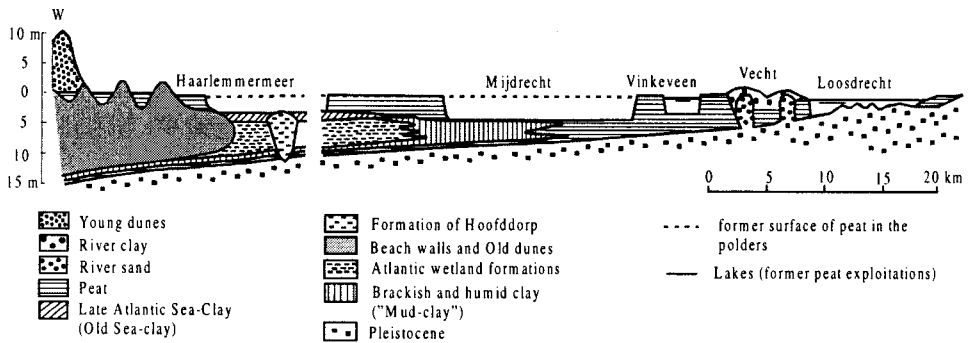 W
10 m
5
0
5
10
15 m
Haarlemmermeer
Mijdrecht
Vinkeveen
Vecht
Loosdrecht
0 5 10 15 20 km
Young dunes
River clay
River sand
Peat
Late Atlantic Sea-Clay
(Old Sea-clay)
Formation of Hoofddorp
Beach walls and Old dunes
Atlantic wetland formations
Brackish and humid clay
("Mud-clay")
Pleistocene
former surface of peat in the
polders
Lakes (former peat exploitations)